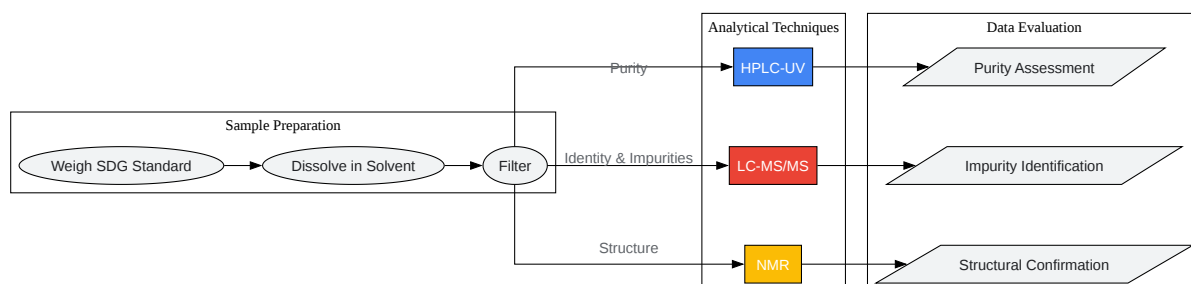 Analytical Techniques
Data Evaluation
Purity
HPLC-UV
Purity Assessment
Sample Preparation
Weigh SDG Standard
Dissolve in Solvent
Filter
Identity & Impurities
LC-MS/MS
Impurity Identification
Structure
NMR
Structural Confirmation